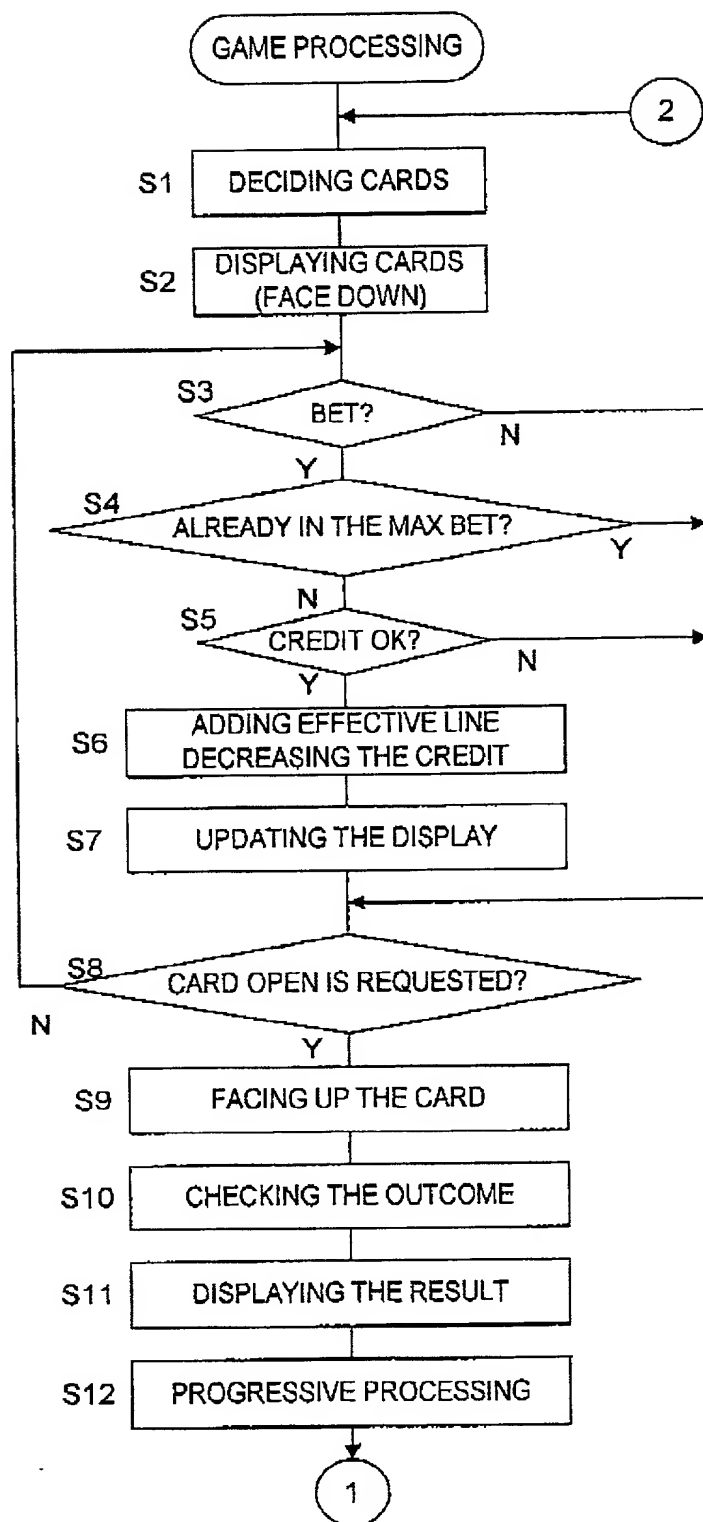 GAME PROCESSING
2
S1
DECIDING CARDS
S2
DISPLAYING CARDS
(FACE DOWN)
S3
BET?
N
Y
S4
ALREADY IN THE MAX BET?
Y
N
S5
CREDIT OK?
N
Y
S6
ADDING EFFECTIVE LINE
DECREASING THE CREDIT
S7
UPDATING THE DISPLAY
S8
CARD OPEN IS REQUESTED?
N
Y
S9
FACING UP THE CARD
S10
CHECKING THE OUTCOME
S11
DISPLAYING THE RESULT
S12
PROGRESSIVE PROCESSING
1